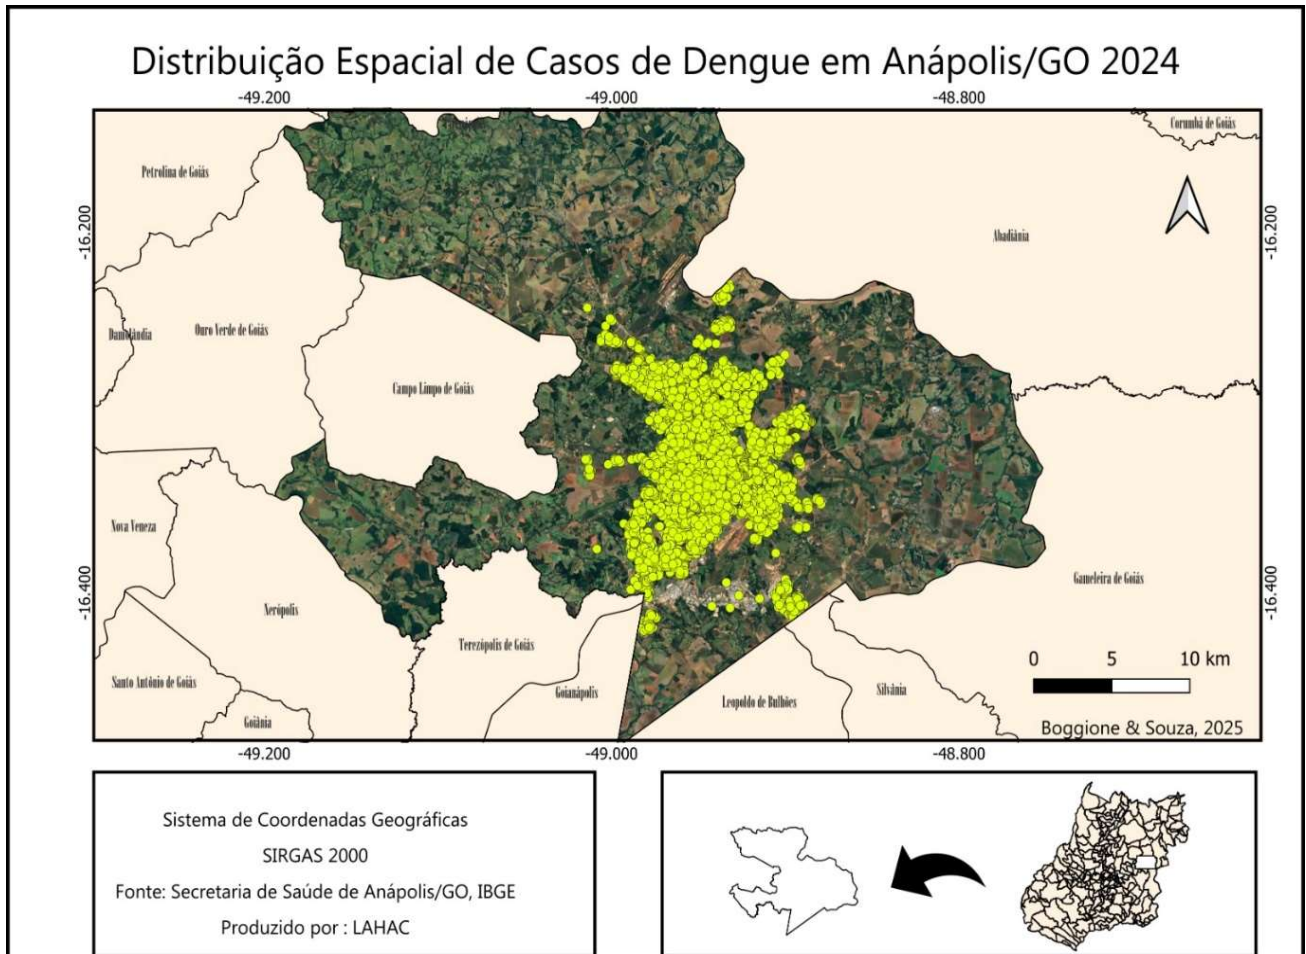 Distribuição Espacial de Casos de Dengue em Anápolis/GO 2024
-49.200 -49.000 -48.800
Corumbá de Goiás
Petrolina de Goiás
-16.200
-16.200
Abadiânia
Damolândia
Ouro Verde de Goiás
Campo Limpo de Goiás
Nova Veneza
-16.400
-16.400
Gameleira de Goiás
Nerópolis
Terezópolis de Goiás
0 5 10 km
Santo Antônio de Goiás
Goianápolis
Leopoldo de Bulhões
Silvânia
Goiânia
Boggione & Souza, 2025
-49.200 -49.000 -48.800
Sistema de Coordenadas Geográficas
SIRGAS 2000
Fonte: Secretaria de Saúde de Anápolis/GO, IBGE
Produzido por : LAHAC